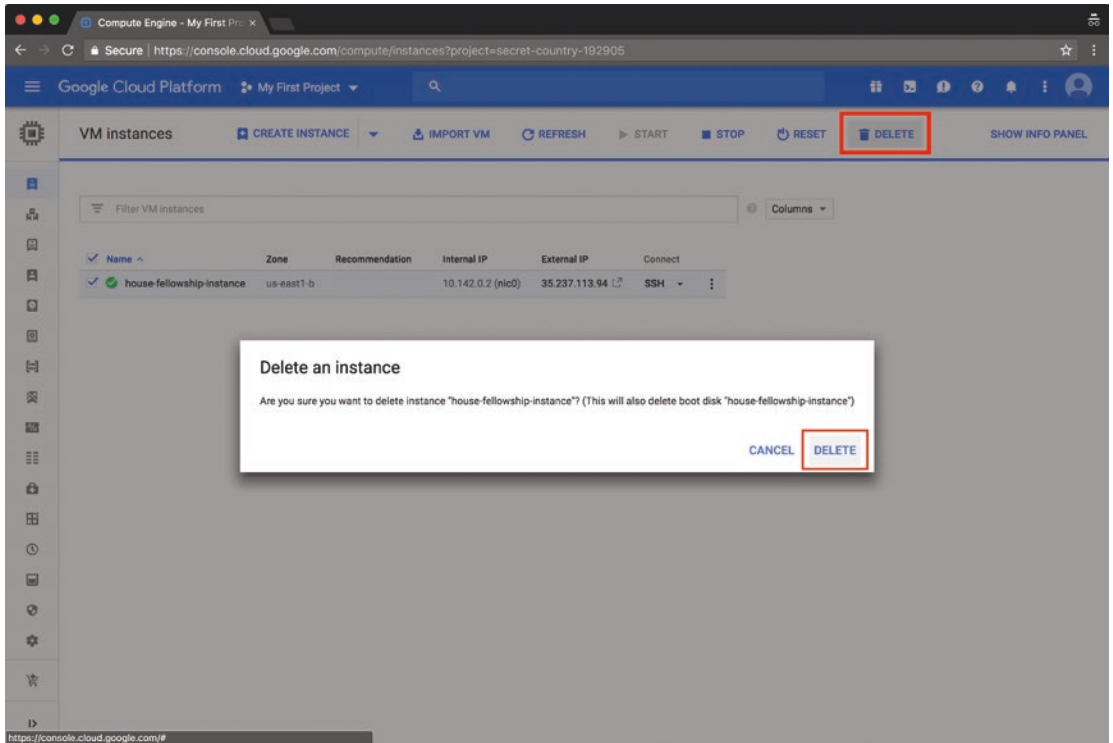 Compute Engine - My First Pro ×
Secure | https://console.cloud.google.com/compute/instances?project=secret-country-192905
Google Cloud Platform My First Project
VM instances CREATE INSTANCE IMPORT VM REFRESH START STOP RESET DELETE SHOW INFO PANEL
Filter VM instances Columns
Name Zone Recommendation Internal IP External IP Connect
house-fellowship-instance us-east1-b 10.142.0.2 (nic0) 35.237.113.94 SSH
Delete an instance
Are you sure you want to delete instance "house-fellowship-instance"? (This will also delete boot disk "house-fellowship-instance")
CANCEL DELETE
https://console.cloud.google.com/#